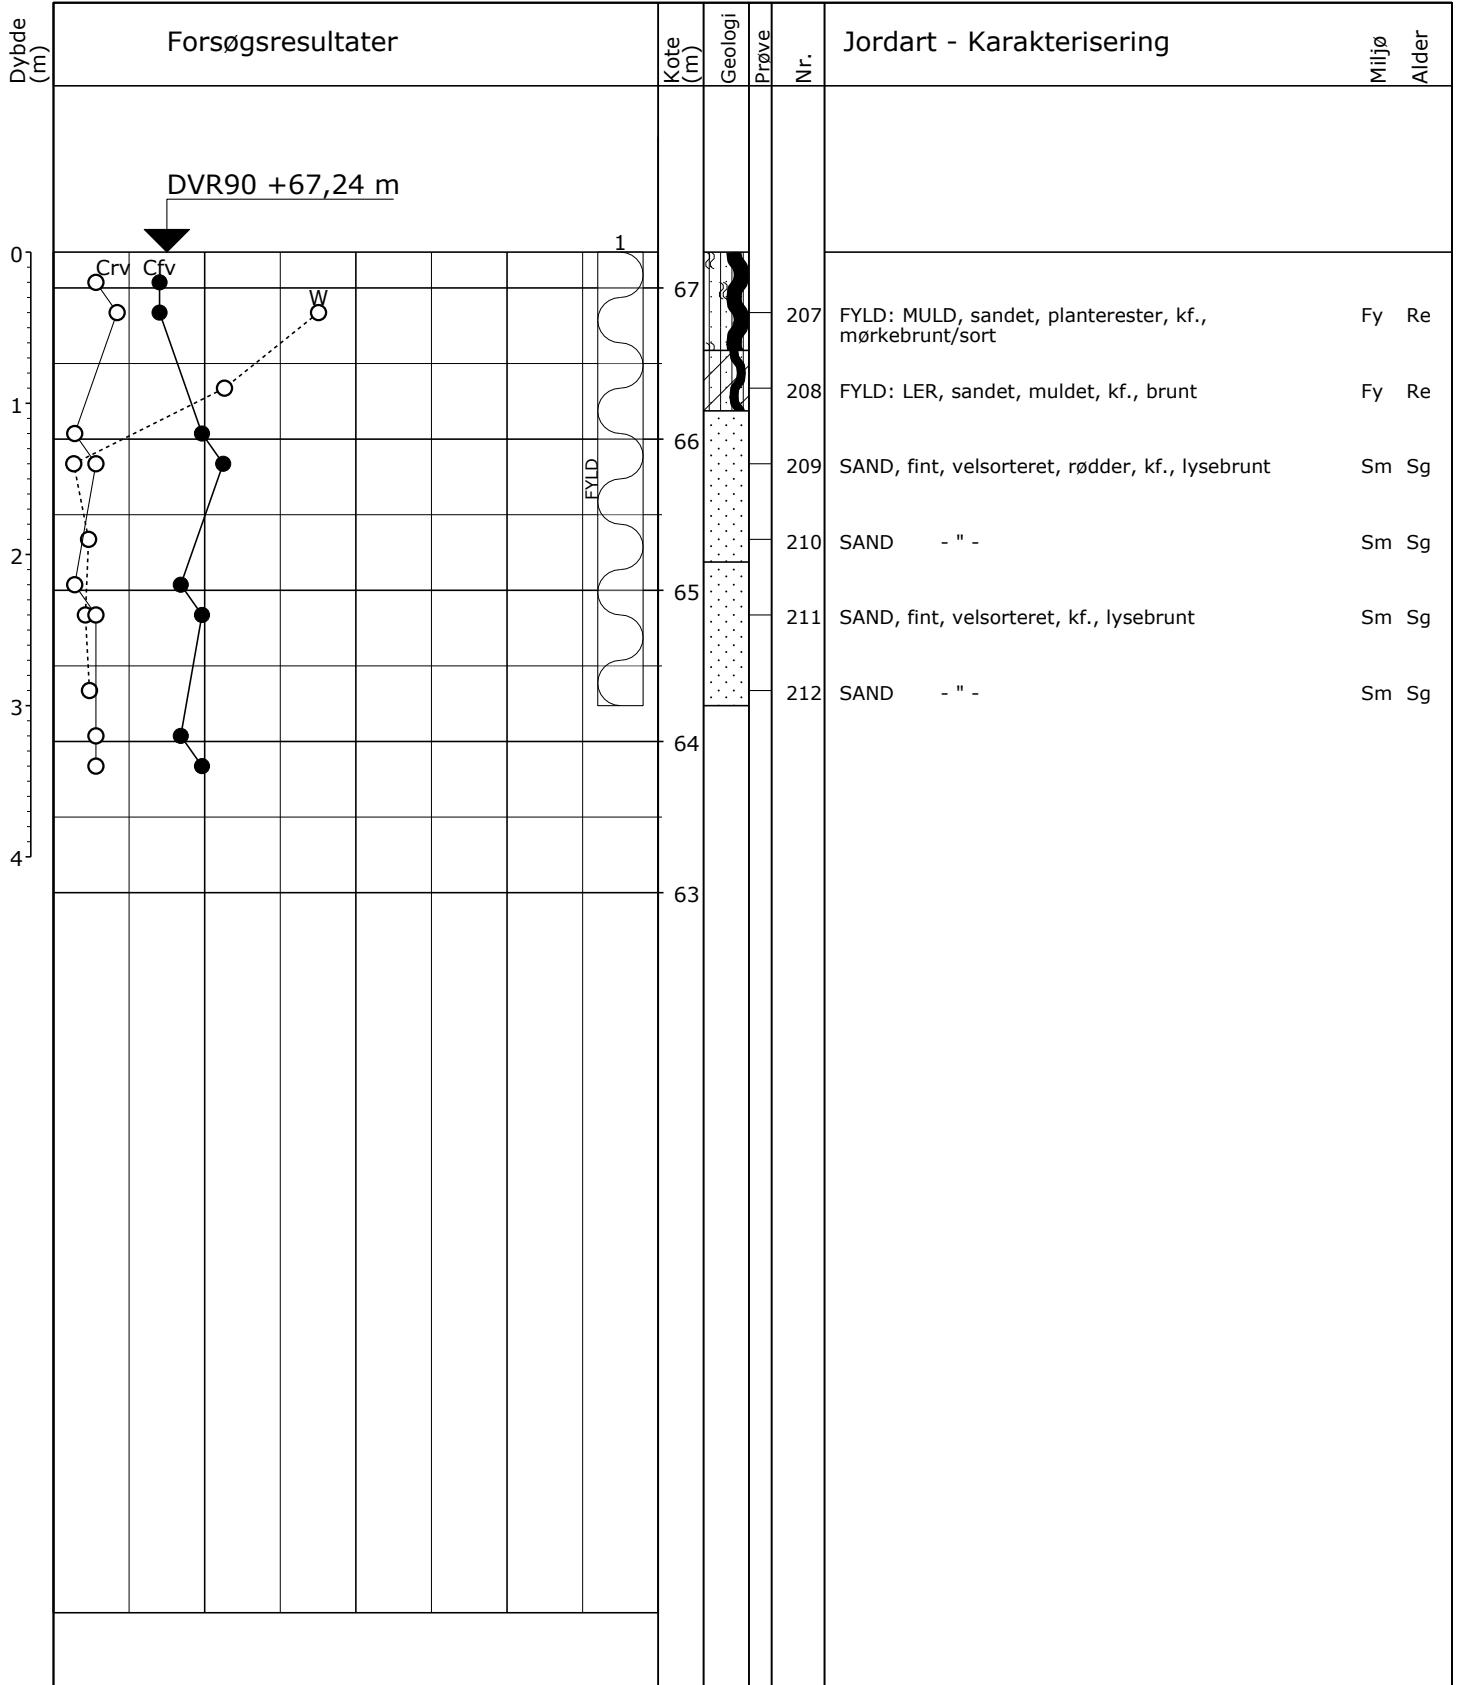 Dybde (m)
Forsøgsresultater
Kote (m)
Geologi
Prøve
Nr.
Jordart - Karakterisering
Miljø
Alder
DVR90 +67,24 m
0
1
2
3
4
Crv
Cfv
W
1
FYLD
67
66
65
64
63
207 FYLD: MULD, sandet, planterester, kf., Fy Re
mørkebrunt/sort
208 FYLD: LER, sandet, muldet, kf., brunt Fy Re
209 SAND, fint, velsorteret, rødder, kf., lysebrunt Sm Sg
210 SAND - " - Sm Sg
211 SAND, fint, velsorteret, kf., lysebrunt Sm Sg
212 SAND - " - Sm Sg